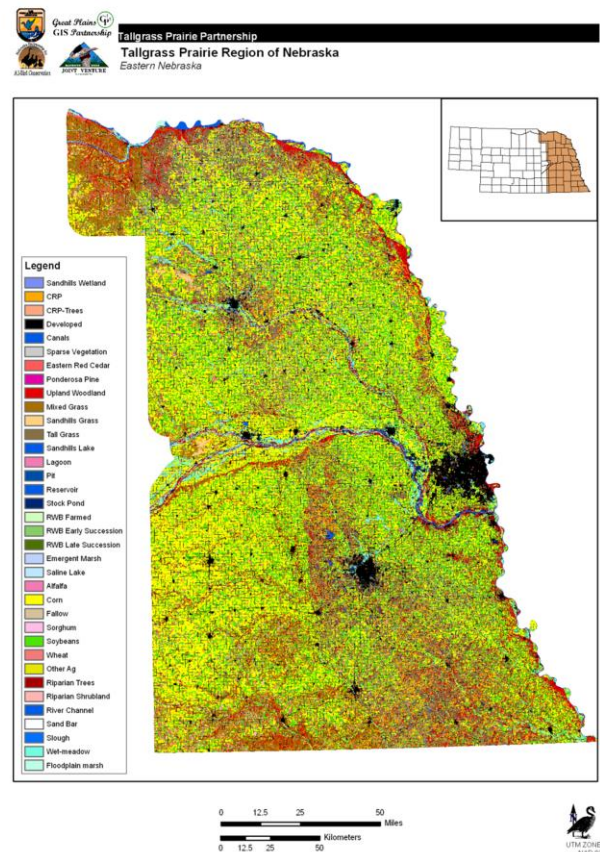 Great Plains
GIS Partnership
Tallgrass Prairie Partnership
Tallgrass Prairie Region of Nebraska
Eastern Nebraska
JOINT VENTURE
Legend
Sandhills Wetland
CRP
CRP-Trees
Developed
Canals
Sparse Vegetation
Eastern Red Cedar
Ponderosa Pine
Upland Woodland
Mixed Grass
Sandhills Grass
Tall Grass
Sandhills Lake
Lagoon
Pit
Reservoir
Stock Pond
RWB Farmed
RWB Early Succession
RWB Late Succession
Emergent Marsh
Saline Lake
Alfalfa
Corn
Fallow
Sorghum
Soybeans
Wheat
Other Ag
Riparian Trees
Riparian Shrubland
River Channel
Sand Bar
Slough
Wet-meadow
Floodplain marsh
0 12.5 25 50
Miles
Kilometers
0 12.5 25 50
UTM ZONE